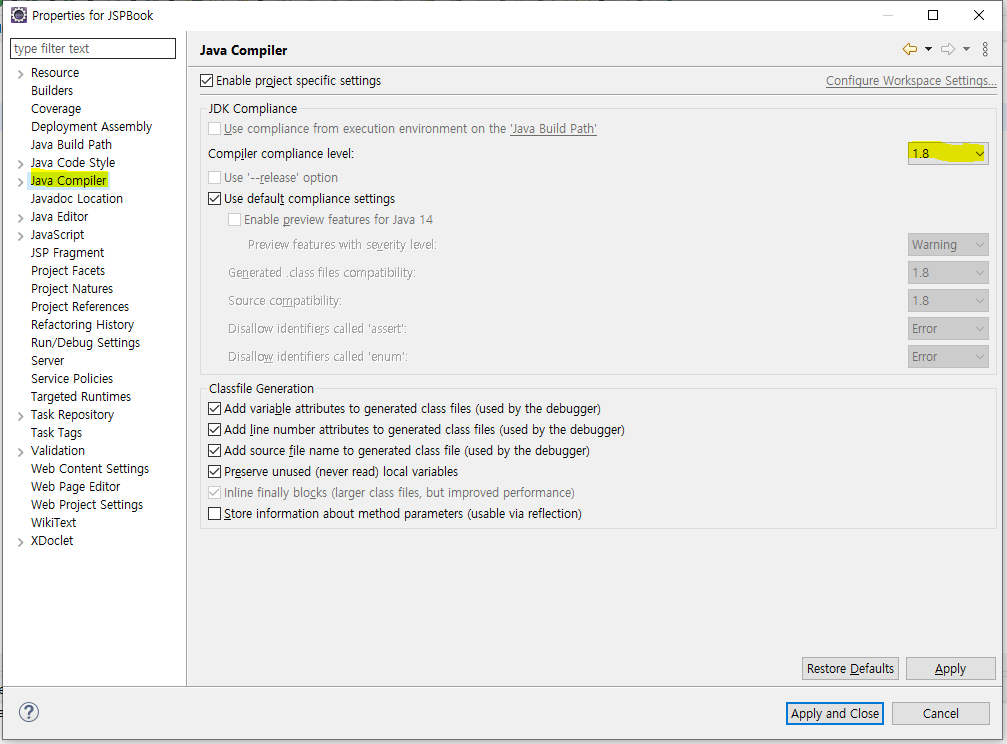 Properties for JSPBook
type filter text
Resource
Builders
Coverage
Deployment Assembly
Java Build Path
Java Code Style
Java Compiler
Javadoc Location
Java Editor
JavaScript
JSP Fragment
Project Facets
Project Natures
Project References
Refactoring History
Run/Debug Settings
Server
Service Policies
Targeted Runtimes
Task Repository
Task Tags
Validation
Web Content Settings
Web Page Editor
Web Project Settings
WikiText
XDoclet
Java Compiler
Enable project specific settings Configure Workspace Settings...
JDK Compliance
Use compliance from execution environment on the 'Java Build Path'
Compiler compliance level: 1.8
Use '--release' option
Use default compliance settings
Enable preview features for Java 14
Preview features with severity level: Warning
Generated .class files compatibility: 1.8
Source compatibility: 1.8
Disallow identifiers called 'assert': Error
Disallow identifiers called 'enum': Error
Classfile Generation
Add variable attributes to generated class files (used by the debugger)
Add line number attributes to generated class files (used by the debugger)
Add source file name to generated class file (used by the debugger)
Preserve unused (never read) local variables
Inline finally blocks (larger class files, but improved performance)
Store information about method parameters (usable via reflection)
Restore Defaults Apply
? Apply and Close Cancel